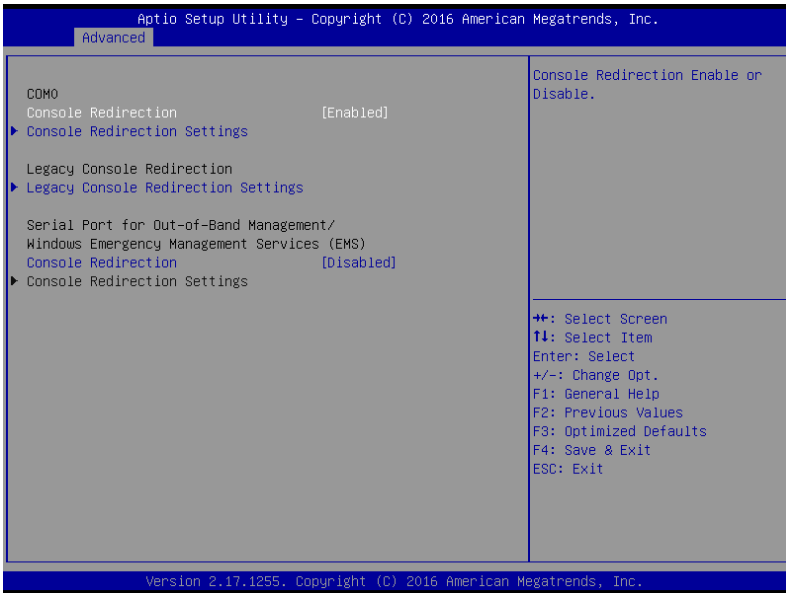 Aptio Setup Utility – Copyright (C) 2016 American Megatrends, Inc.
Advanced
COM0
Console Redirection [Enabled]
Console Redirection Settings
Legacy Console Redirection
Legacy Console Redirection Settings
Serial Port for Out-of-Band Management/
Windows Emergency Management Services (EMS)
Console Redirection [Disabled]
Console Redirection Settings
Console Redirection Enable or
Disable.
→←: Select Screen
↑↓: Select Item
Enter: Select
+/-: Change Opt.
F1: General Help
F2: Previous Values
F3: Optimized Defaults
F4: Save & Exit
ESC: Exit
Version 2.17.1255. Copyright (C) 2016 American Megatrends, Inc.